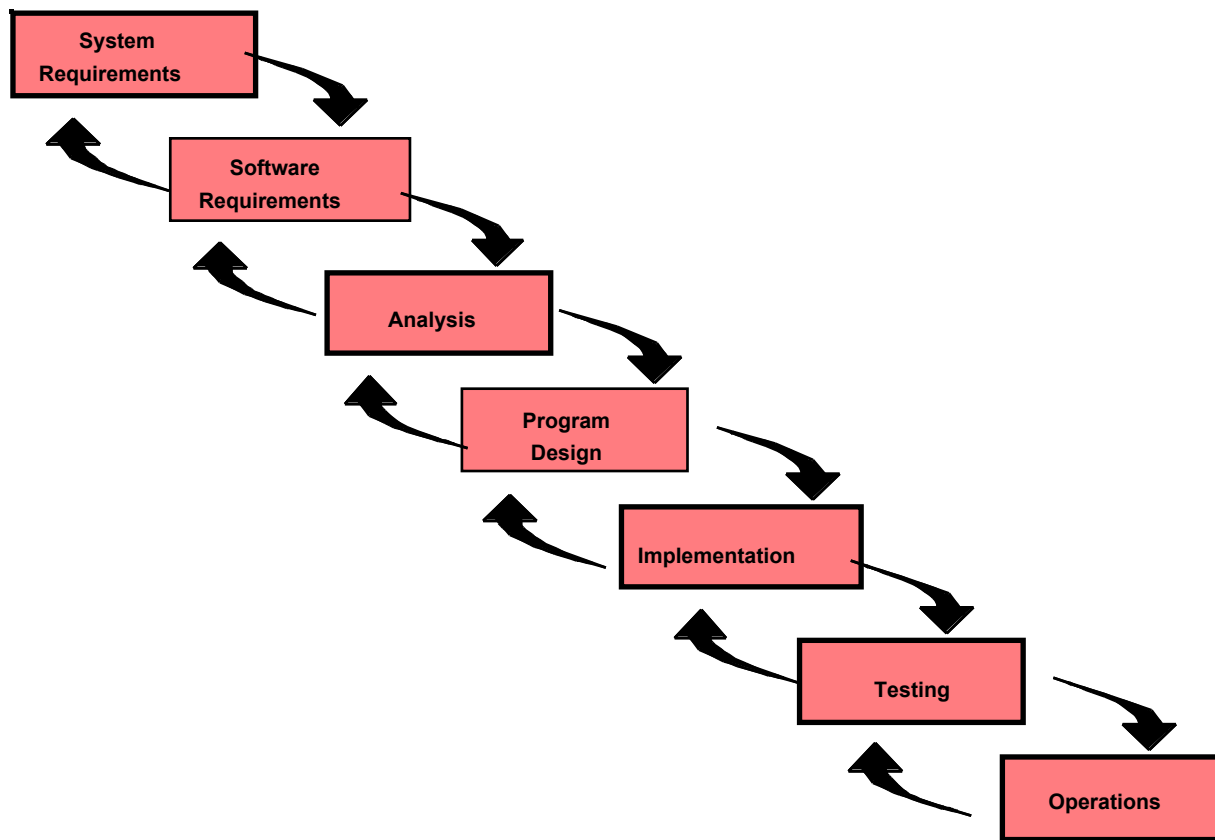 System
Requirements
Software
Requirements
Analysis
Program
Design
Implementation
Testing
Operations